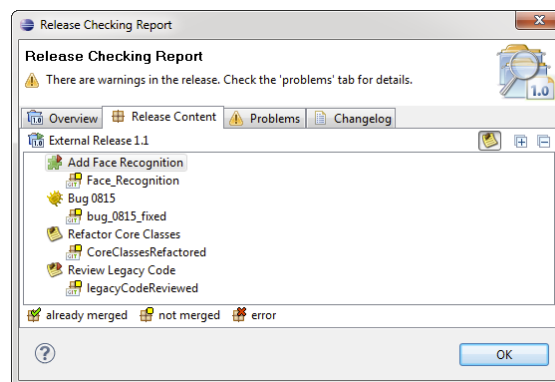 Release Checking Report
Release Checking Report
There are warnings in the release. Check the 'problems' tab for details.
1.0
Overview Release Content Problems Changelog
External Release 1.1
Add Face Recognition
Face_Recognition
Bug 0815
bug_0815_fixed
Refactor Core Classes
CoreClassesRefactored
Review Legacy Code
legacyCodeReviewed
already merged not merged error
OK